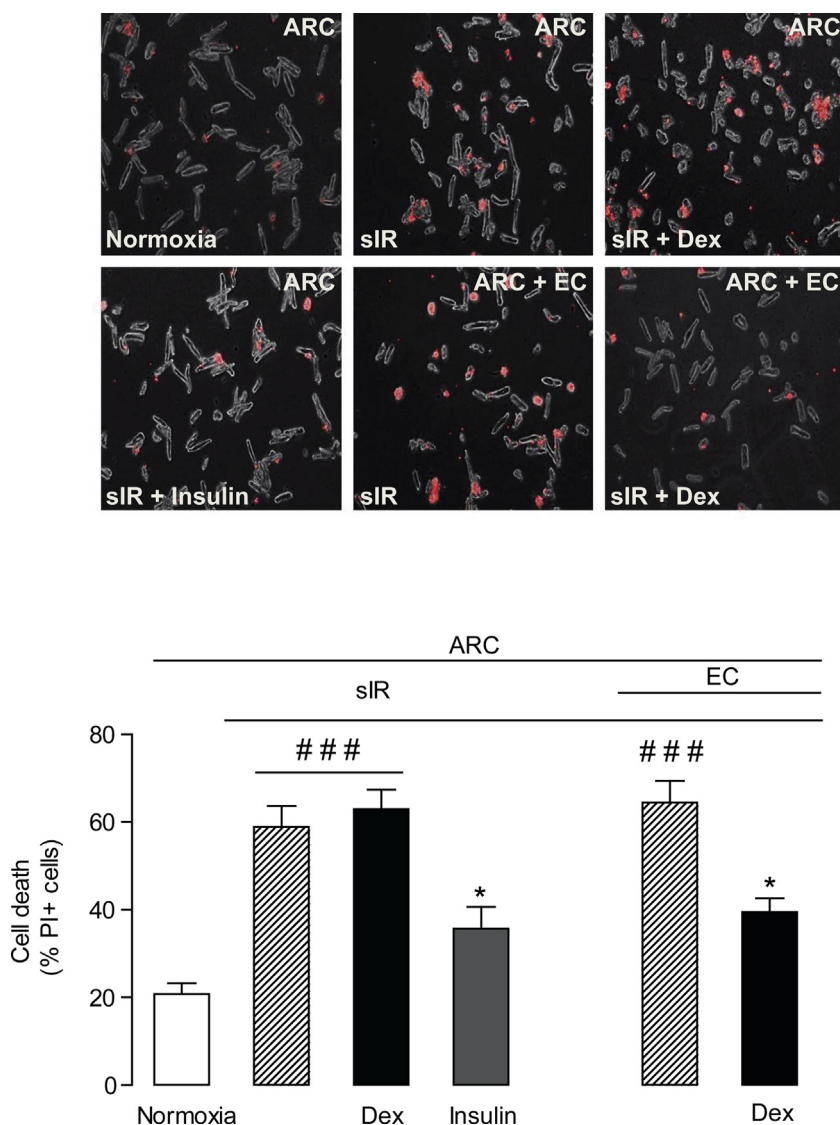 ARC
ARC
ARC
Normoxia
sIR
sIR + Dex
ARC
ARC + EC
ARC + EC
sIR + Insulin
sIR
sIR + Dex
ARC
EC
sIR
80
###
###
60
Cell death
(% PI+ cells)
40
*
*
20
0
Normoxia
Dex
Insulin
Dex